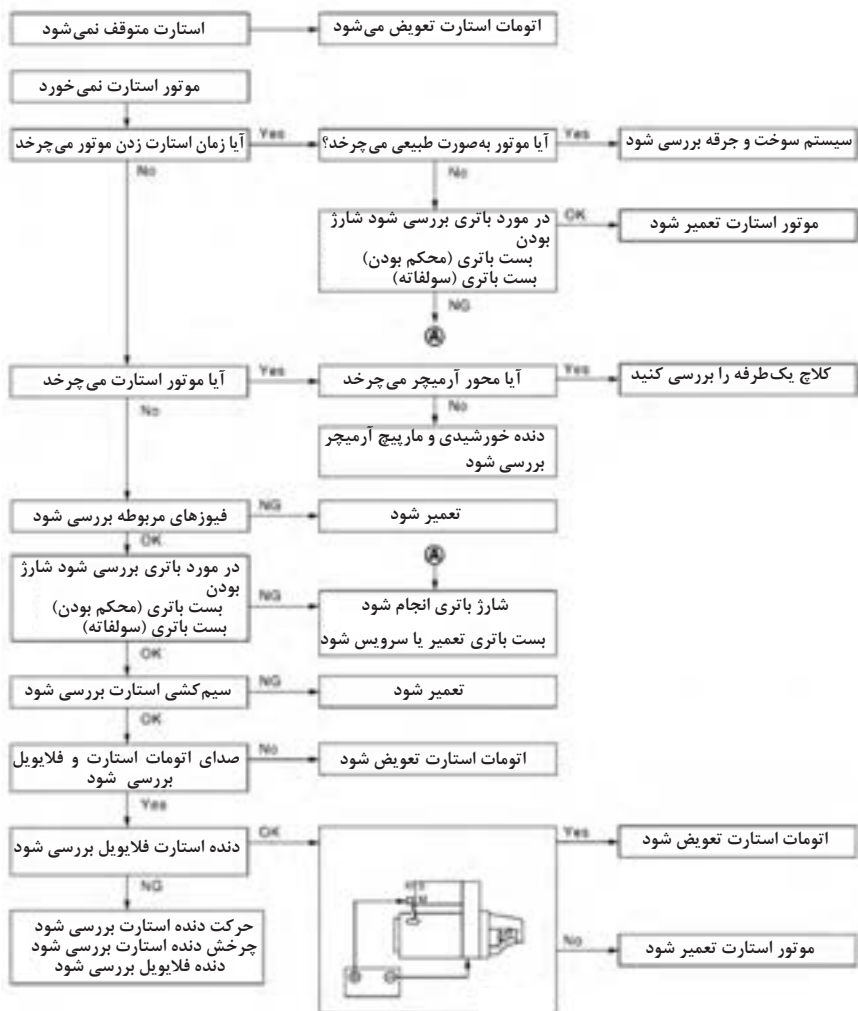 استارت متوقف نمی‌شود
اتومات استارت تعویض می‌شود
موتور استارت نمی‌خورد
آیا زمان استارت زدن موتور می‌چرخد
Yes
آیا موتور به‌صورت طبیعی می‌چرخد؟
Yes
سیستم سوخت و جرقه بررسی شود
No
No
در مورد باتری بررسی شود شارژ
بودن
بست باتری (محکم بودن)
بست باتری (سولفاته)
OK
موتور استارت تعمیر شود
NG
A
آیا موتور استارت می‌چرخد
Yes
آیا محور آرمیچر می‌چرخد
Yes
کلاچ یک‌طرفه را بررسی کنید
No
No
دنده خورشیدی و مارپیچ آرمیچر
بررسی شود
فیوزهای مربوطه بررسی شود
NG
تعمیر شود
OK
A
در مورد باتری بررسی شود شارژ
بودن
بست باتری (محکم بودن)
بست باتری (سولفاته)
NG
شارژ باتری انجام شود
بست باتری تعمیر یا سرویس شود
OK
سیم‌کشی استارت بررسی شود
NG
تعمیر شود
OK
صدای اتومات استارت و فلایویل
بررسی شود
No
اتومات استارت تعویض شود
Yes
دنده استارت فلایویل بررسی شود
OK
Yes
اتومات استارت تعویض شود
NG
M
حرکت دنده استارت بررسی شود
چرخش دنده استارت بررسی شود
دنده فلایویل بررسی شود
No
موتور استارت تعمیر شود